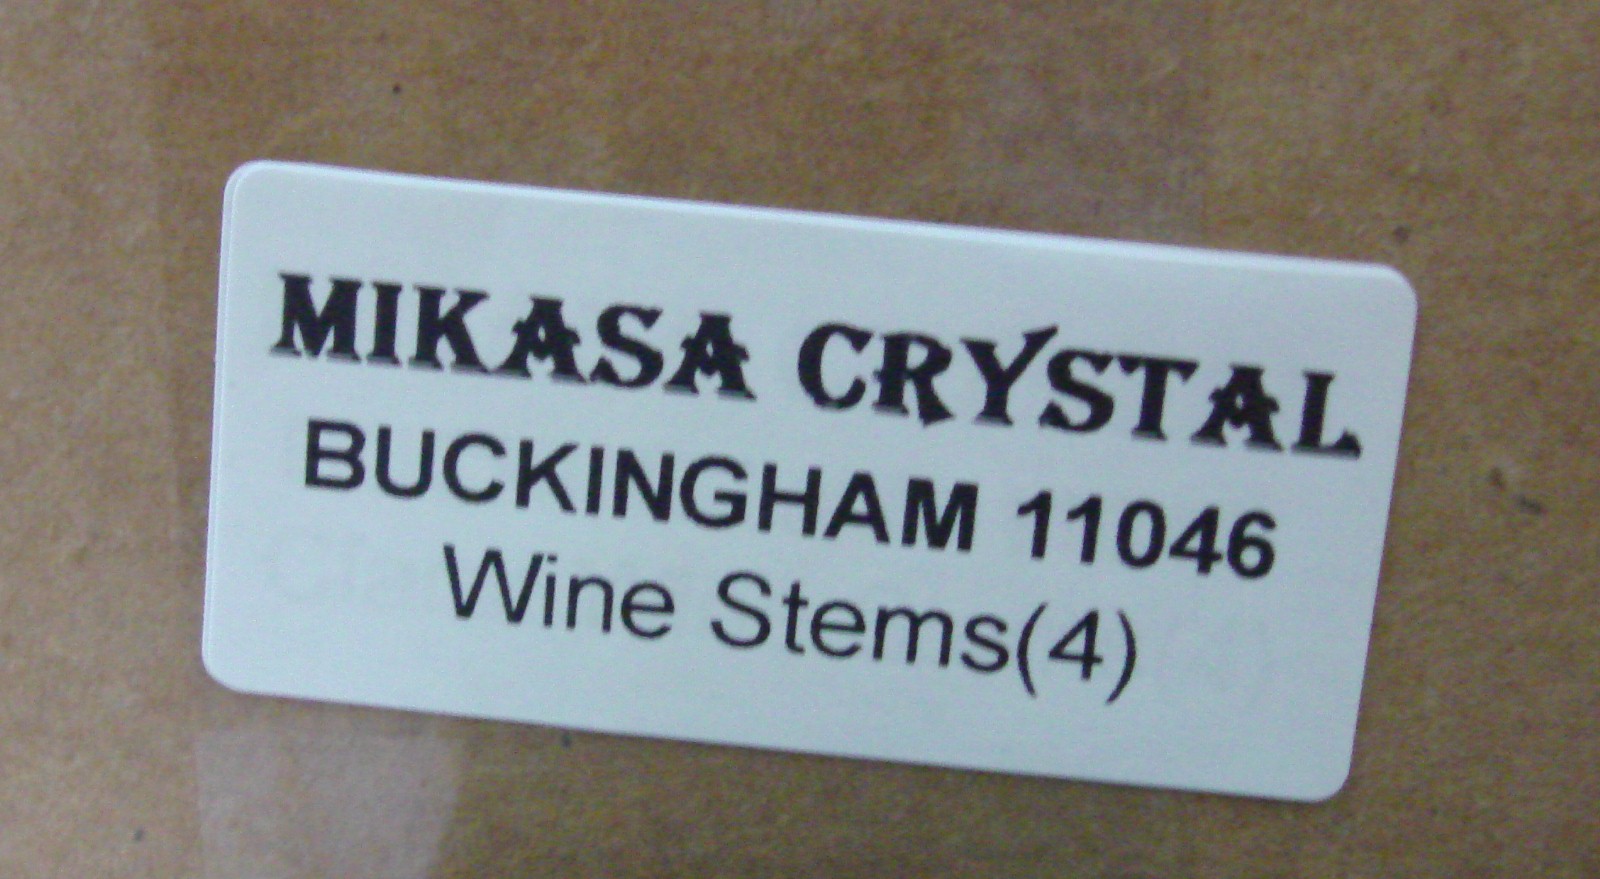 MIKASA CRYSTAL
BUCKINGHAM 11046
Wine Stems(4)